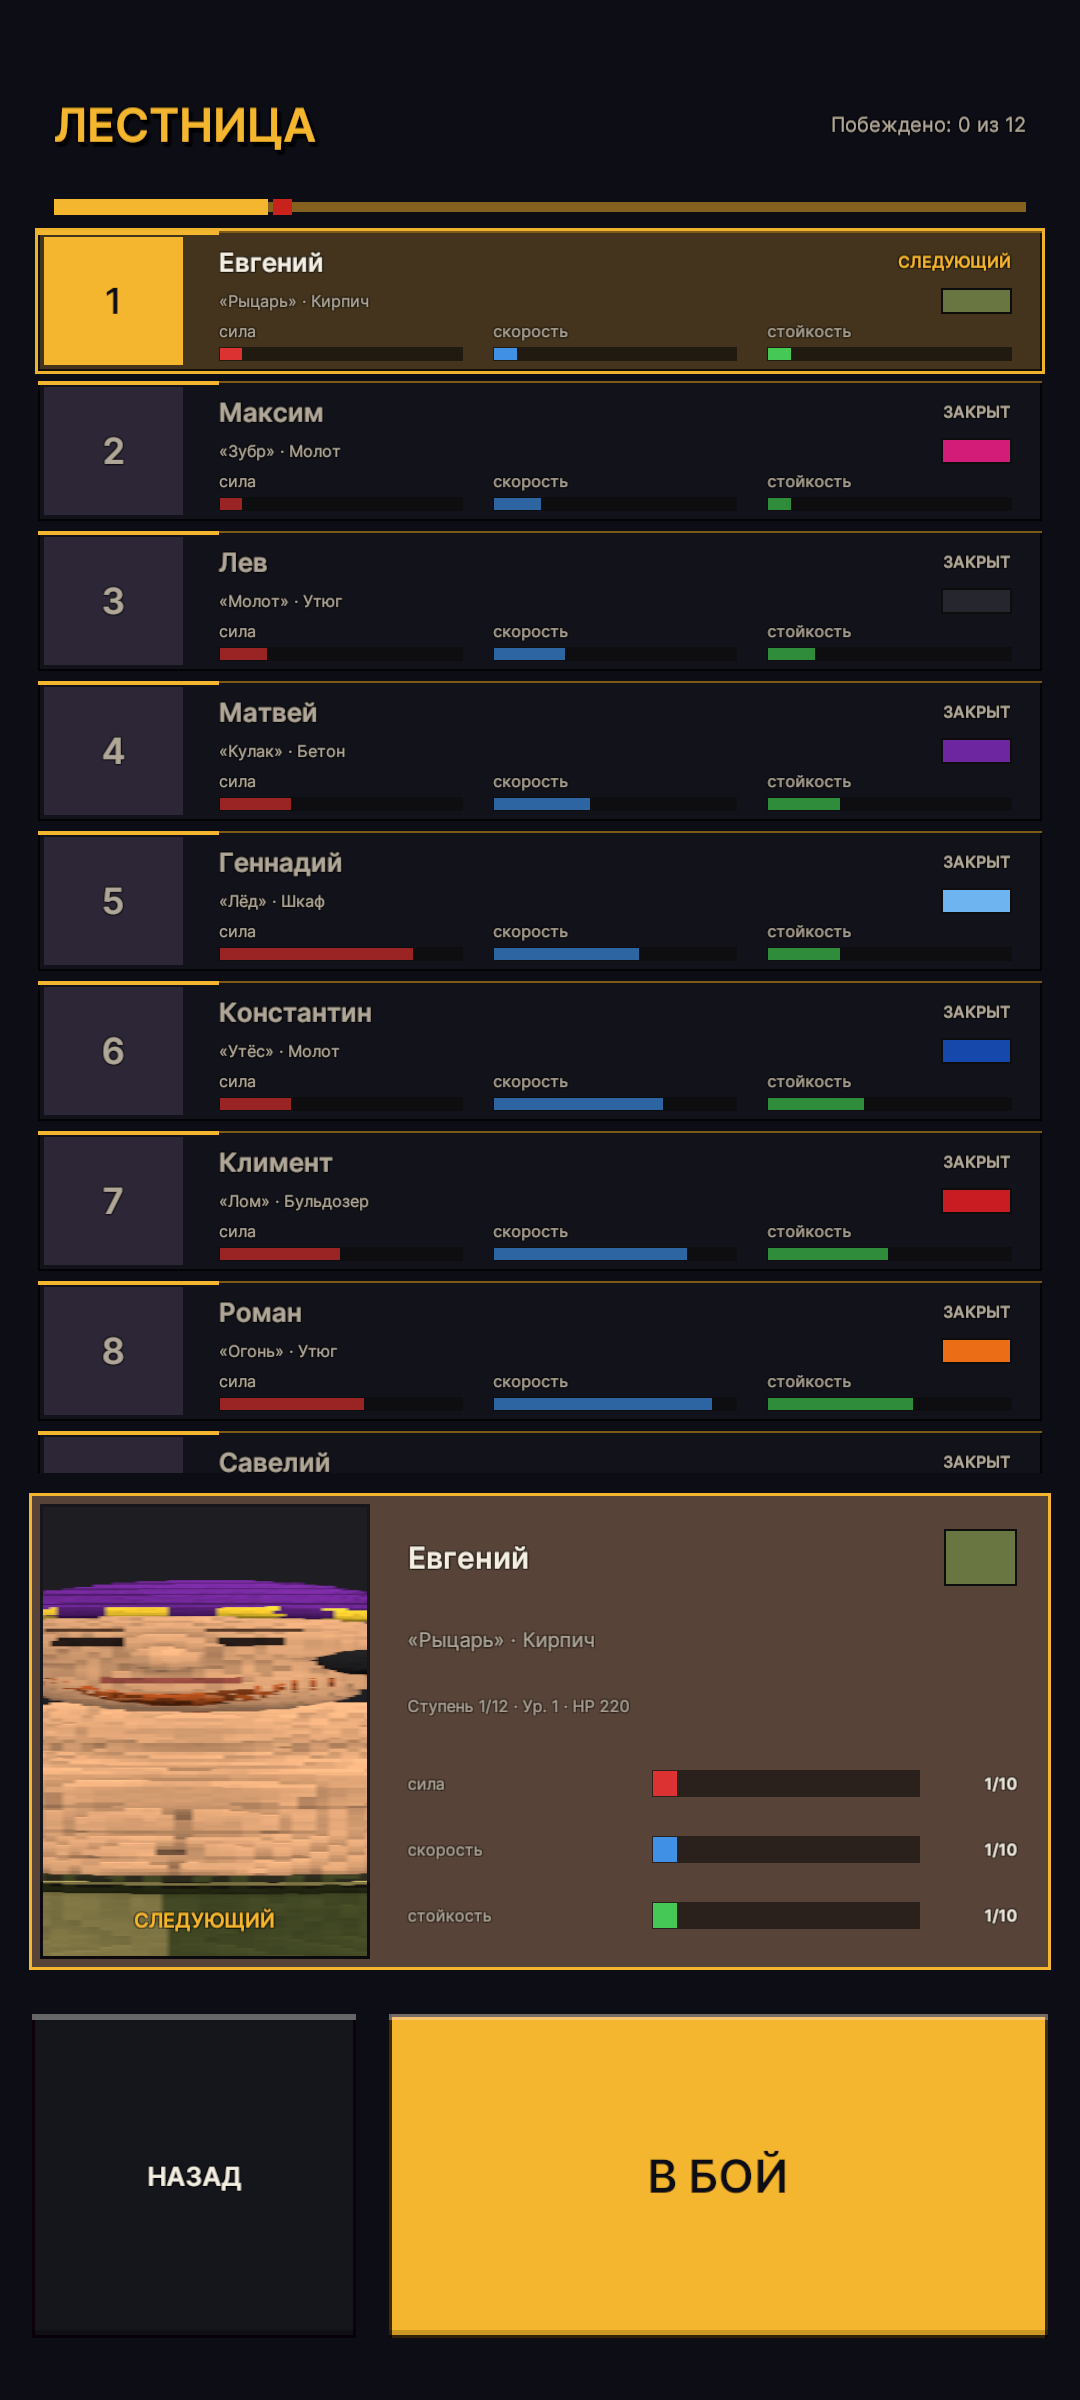 ЛЕСТНИЦА
Побеждено: 0 из 12
1
Евгений
СЛЕДУЮЩИЙ
«Рыцарь» · Кирпич
сила скорость стойкость
2
Максим
ЗАКРЫТ
«Зубр» · Молот
сила скорость стойкость
3
Лев
ЗАКРЫТ
«Молот» · Утюг
сила скорость стойкость
4
Матвей
ЗАКРЫТ
«Кулак» · Бетон
сила скорость стойкость
5
Геннадий
ЗАКРЫТ
«Лёд» · Шкаф
сила скорость стойкость
6
Константин
ЗАКРЫТ
«Утёс» · Молот
сила скорость стойкость
7
Климент
ЗАКРЫТ
«Лом» · Бульдозер
сила скорость стойкость
8
Роман
ЗАКРЫТ
«Огонь» · Утюг
сила скорость стойкость
Савелий
ЗАКРЫТ
Евгений
«Рыцарь» · Кирпич
Ступень 1/12 · Ур. 1 · HP 220
сила 1/10
скорость 1/10
стойкость 1/10
СЛЕДУЮЩИЙ
НАЗАД
В БОЙ